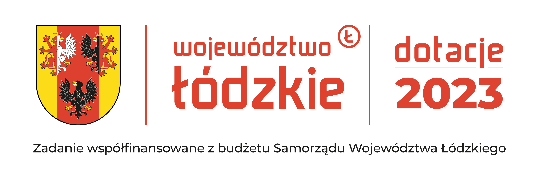 województwo Ł
łódzkie
dotacje
2023
Zadanie współfinansowane z budżetu Samorządu Województwa Łódzkiego